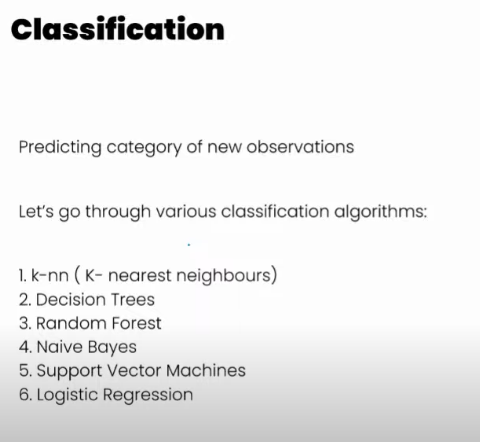 Classification
Predicting category of new observations
Let's go through various classification algorithms:
1. k-nn ( K- nearest neighbours)
2. Decision Trees
3. Random Forest
4. Naive Bayes
5. Support Vector Machines
6. Logistic Regression